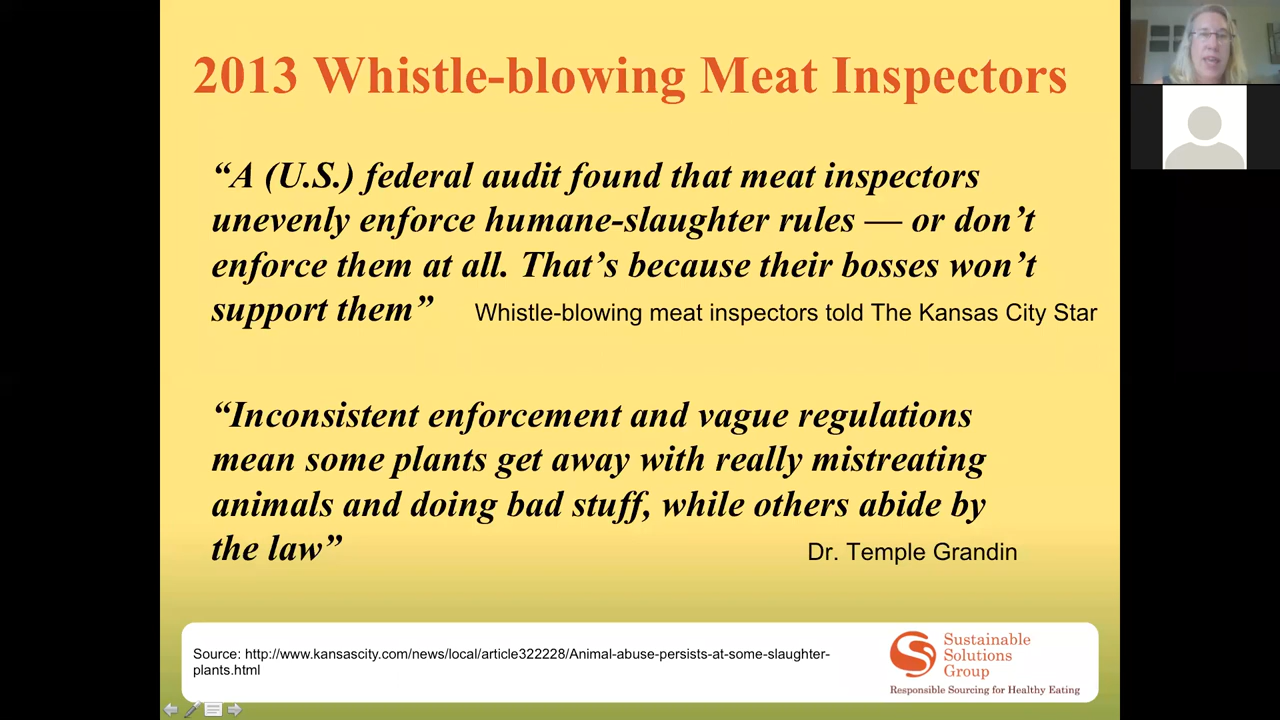 2013 Whistle-blowing Meat Inspectors
“A (U.S.) federal audit found that meat inspectors
unevenly enforce humane-slaughter rules — or don’t
enforce them at all. That’s because their bosses won’t
support them” Whistle-blowing meat inspectors told The Kansas City Star
“Inconsistent enforcement and vague regulations
mean some plants get away with really mistreating
animals and doing bad stuff, while others abide by
the law” Dr. Temple Grandin
Source: http://www.kansascity.com/news/local/article322228/Animal-abuse-persists-at-some-slaughter-
plants.html
Sustainable
Solutions
Group
Responsible Sourcing for Healthy Eating